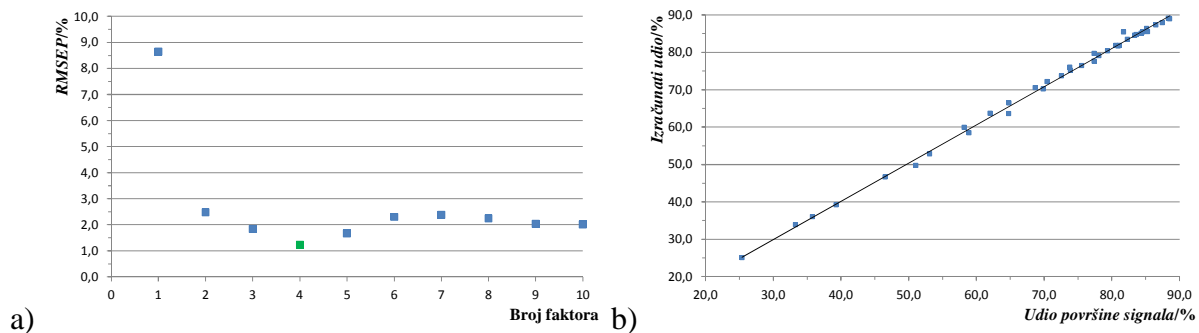 10,0
9,0
8,0
7,0
6,0
5,0
4,0
3,0
2,0
1,0
0,0
RMSEP/%
0 1 2 3 4 5 6 7 8 9 10
Broj faktora
a)
90,0
80,0
70,0
60,0
50,0
40,0
30,0
20,0
Izračunati udio/%
20,0 30,0 40,0 50,0 60,0 70,0 80,0 90,0
Udio površine signala/%
b)